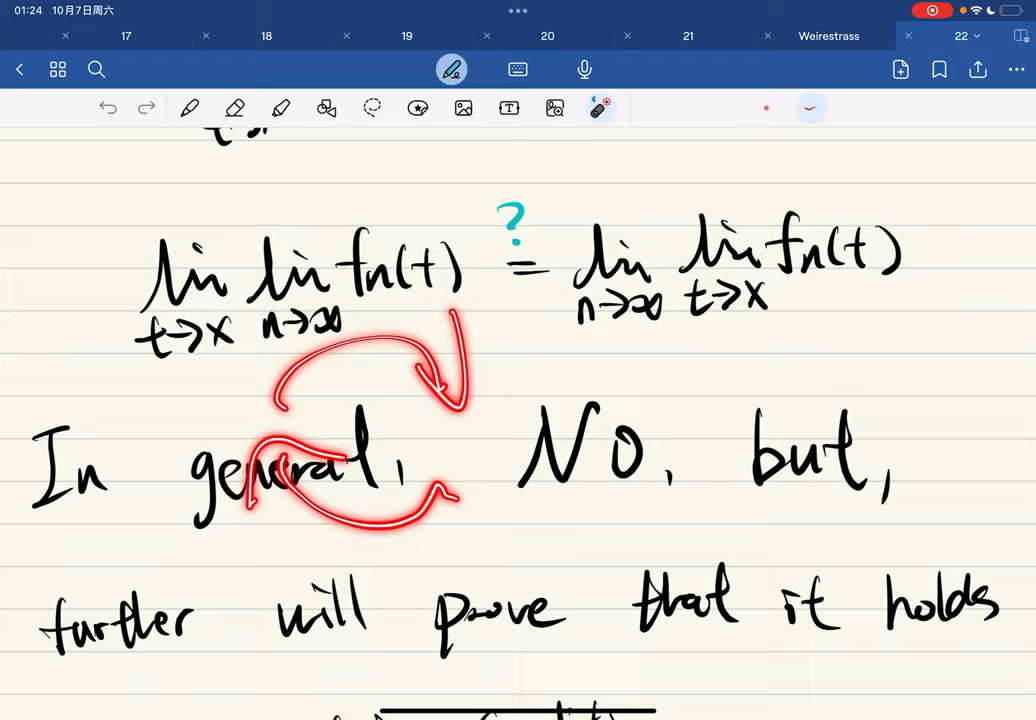 01:24 10月7日周六
17 18 19 20 21 Weirestrass 22
lim lim fn(t) ? = lim lim fn(t)
t→x n→∞ n→∞ t→x
In general, NO, but,
further will prove that it holds